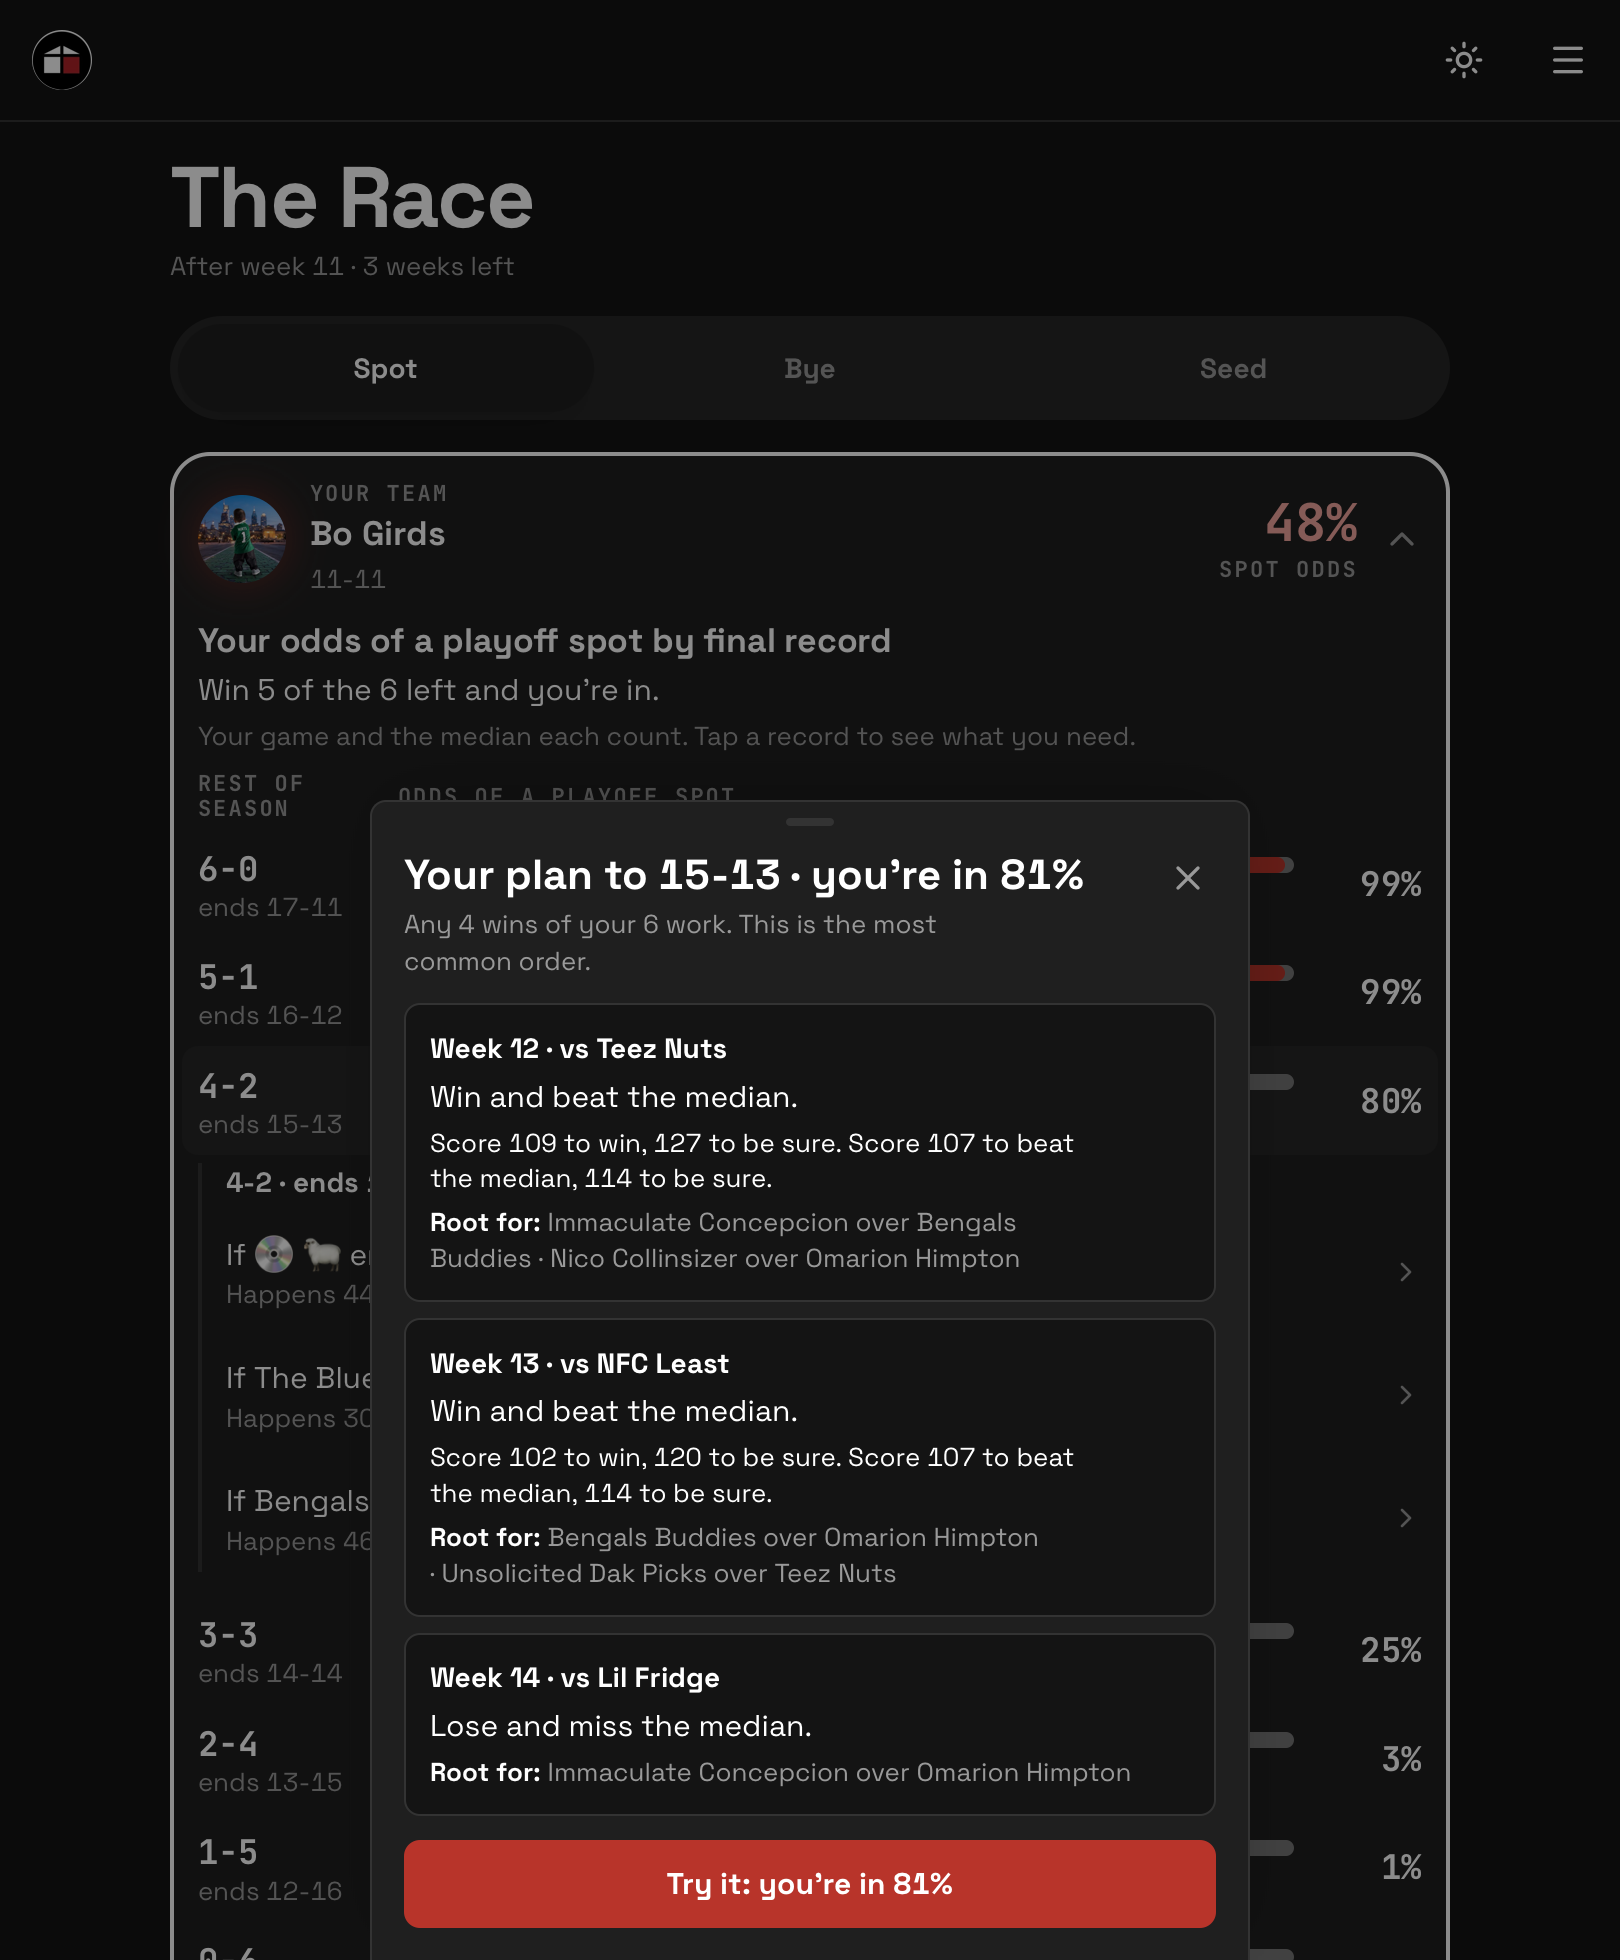 The Race
After week 11 · 3 weeks left
Spot
Bye
Seed
YOUR TEAM
Bo Girds
11-11
48%
SPOT ODDS
Your odds of a playoff spot by final record
Win 5 of the 6 left and you’re in.
Your game and the median each count. Tap a record to see what you need.
REST OF
SEASON
ODDS OF A PLAYOFF SPOT
6-0
ends 17-11
99%
5-1
ends 16-12
99%
4-2
ends 15-13
80%
4-2 · ends
If
Happens 44
If The Blue
Happens 30
If Bengals
Happens 46
3-3
ends 14-14
25%
2-4
ends 13-15
3%
1-5
ends 12-16
1%
0-6
Your plan to 15-13 · you’re in 81%
Any 4 wins of your 6 work. This is the most
common order.
Week 12 · vs Teez Nuts
Win and beat the median.
Score 109 to win, 127 to be sure. Score 107 to beat
the median, 114 to be sure.
Root for: Immaculate Concepcion over Bengals
Buddies · Nico Collinsizer over Omarion Himpton
Week 13 · vs NFC Least
Win and beat the median.
Score 102 to win, 120 to be sure. Score 107 to beat
the median, 114 to be sure.
Root for: Bengals Buddies over Omarion Himpton
· Unsolicited Dak Picks over Teez Nuts
Week 14 · vs Lil Fridge
Lose and miss the median.
Root for: Immaculate Concepcion over Omarion Himpton
Try it: you’re in 81%